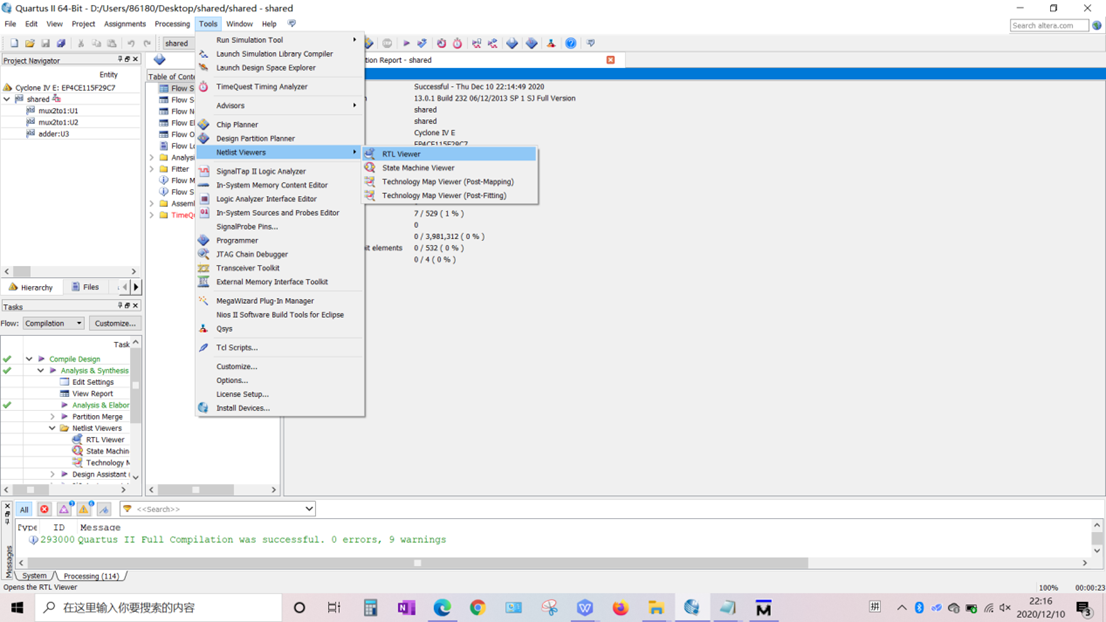 Quartus II 64-Bit - D:/Users/86180/Desktop/shared/shared - shared
File Edit View Project Assignments Processing Tools Window Help
Search altera.com
shared
Project Navigator
Entity
Cyclone IV E: EP4CE115F29C7
shared
mux2to1:U1
mux2to1:U2
adder:U3
Hierarchy Files
Tasks
Flow: Compilation Customize...
Task
Compile Design
Analysis & Synthesis
Edit Settings
View Report
Analysis & Elabor
Partition Merge
Netlist Viewers
RTL Viewer
State Machin
Technology M
Design Assistant (
Table of Conte
Flow S
Flow S
Flow N
Flow E
Flow O
Flow Lo
Analys
Fitter
Flow M
Flow S
Assem
TimeQu
Run Simulation Tool
Launch Simulation Library Compiler
Launch Design Space Explorer
TimeQuest Timing Analyzer
Advisors
Chip Planner
Design Partition Planner
Netlist Viewers
SignalTap II Logic Analyzer
In-System Memory Content Editor
Logic Analyzer Interface Editor
In-System Sources and Probes Editor
SignalProbe Pins...
Programmer
JTAG Chain Debugger
Transceiver Toolkit
External Memory Interface Toolkit
MegaWizard Plug-In Manager
Nios II Software Build Tools for Eclipse
Qsys
Tcl Scripts...
Customize...
Options...
License Setup...
Install Devices...
RTL Viewer
State Machine Viewer
Technology Map Viewer (Post-Mapping)
Technology Map Viewer (Post-Fitting)
tion Report - shared
Successful - Thu Dec 10 22:14:49 2020
13.0.1 Build 232 06/12/2013 SP 1 SJ Full Version
shared
shared
Cyclone IV E
EP4CE115F29C7
7 / 529 ( 1 % )
0
0 / 3,981,312 ( 0 % )
it elements 0 / 532 ( 0 % )
0 / 4 ( 0 % )
All <<Search>>
Type ID Message
293000 Quartus II Full Compilation was successful. 0 errors, 9 warnings
Messages
System Processing (114)
Opens the RTL Viewer 100% 00:00:23
在这里输入你要搜索的内容
22:16
2020/12/10
3